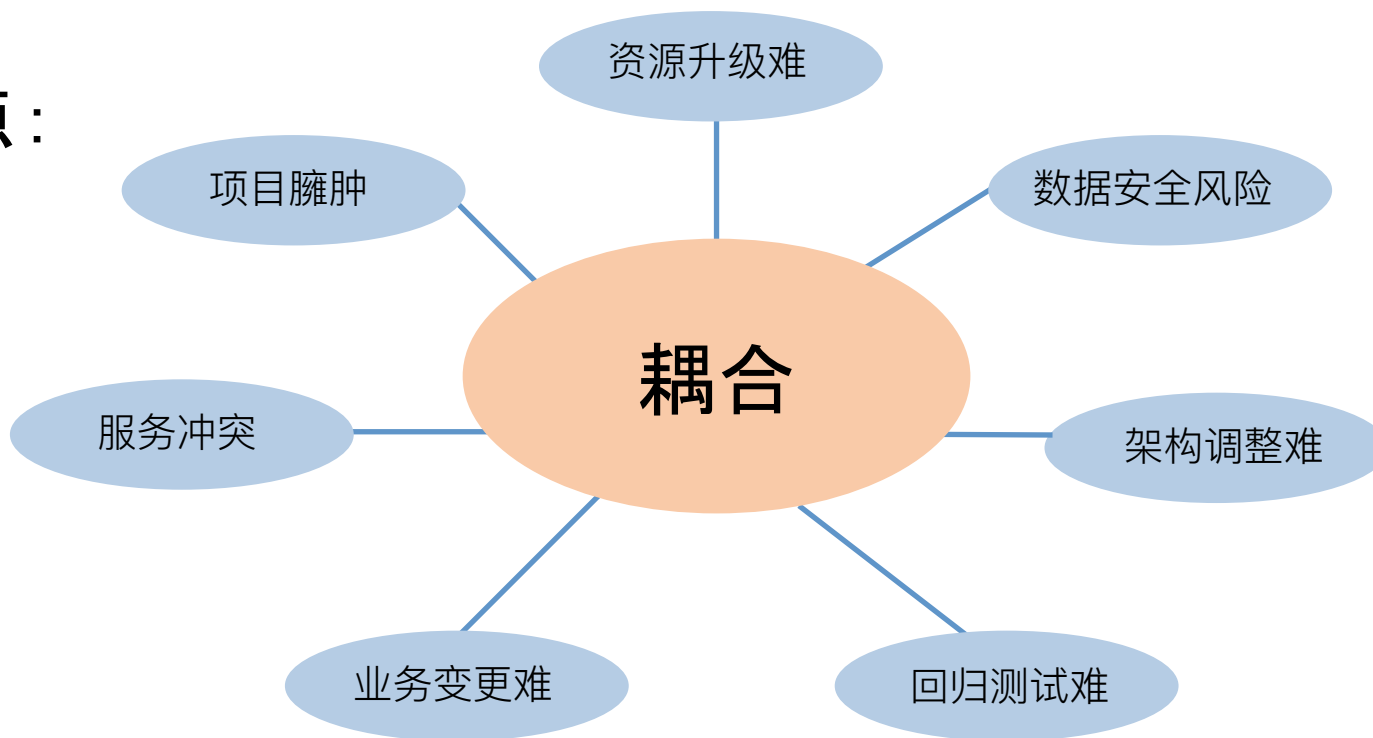 资源升级难
:
项目臃肿
数据安全风险
耦合
服务冲突
架构调整难
业务变更难
回归测试难